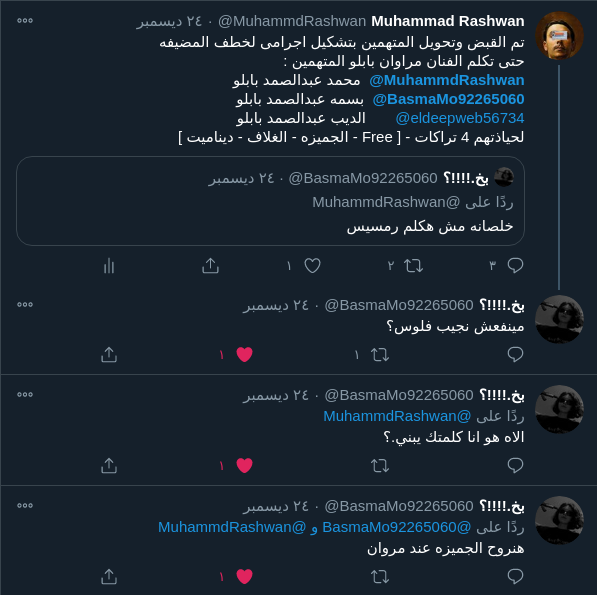 Muhammad Rashwan @MuhammdRashwan · ٢٤ ديسمبر
تم القبض وتحويل المتهمين بتشكيل اجرامى لخطف المضيفه
حتى تكلم الفنان مراوان بابلو المتهمين :
@MuhammdRashwan محمد عبدالصمد بابلو
@BasmaMo92265060 بسمه عبدالصمد بابلو
@eldeepweb56734 الديب عبدالصمد بابلو
لحياذتهم 4 تراكات - [ Free - الجميزه - الغلاف - ديناميت ]
بخ.!!!!؟ @BasmaMo92265060 · ٢٤ ديسمبر
ردًا على @MuhammdRashwan
خلصانه مش هكلم رمسيس
٣ ٢ ١
بخ.!!!!؟ @BasmaMo92265060 · ٢٤ ديسمبر
مينفعش نجيب فلوس؟
١ ١
بخ.!!!!؟ @BasmaMo92265060 · ٢٤ ديسمبر
ردًا على @MuhammdRashwan
الاه هو انا كلمتك يبني.؟
١
بخ.!!!!؟ @BasmaMo92265060 · ٢٤ ديسمبر
ردًا على @BasmaMo92265060 و @MuhammdRashwan
هنروح الجميزه عند مروان
١